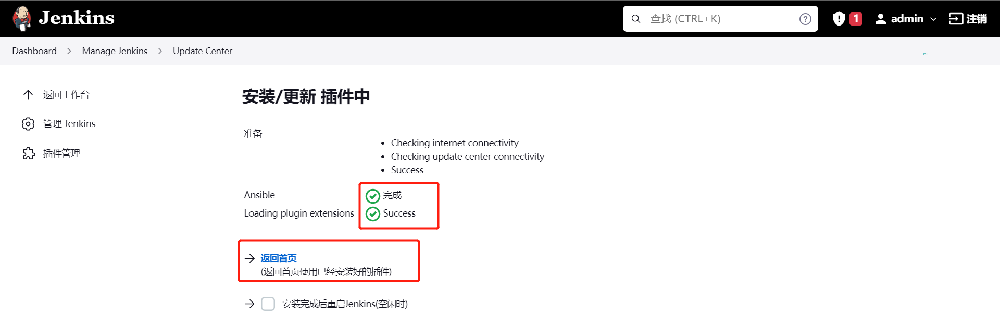 Jenkins
查找 (CTRL+K)
1
admin
注销
Dashboard
Manage Jenkins
Update Center
返回工作台
管理 Jenkins
插件管理
安装/更新 插件中
准备
Checking internet connectivity
Checking update center connectivity
Success
Ansible 完成
Loading plugin extensions Success
返回首页
(返回首页使用已经安装好的插件)
安装完成后重启Jenkins(空闲时)